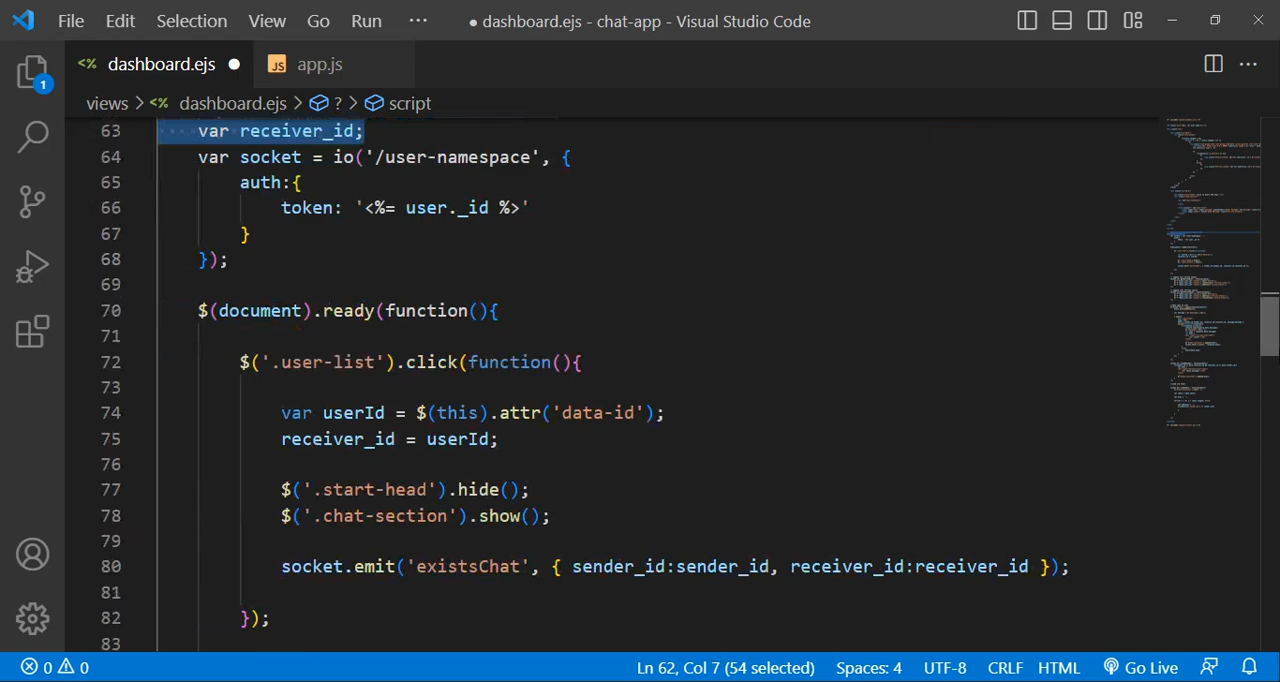 File Edit Selection View Go Run ··· ● dashboard.ejs - chat-app - Visual Studio Code
<% dashboard.ejs ● JS app.js
views > <% dashboard.ejs > ? > script
1
63 var receiver_id;
64 var socket = io('/user-namespace', {
65 auth:{
66 token: '<%= user._id %>'
67 }
68 });
69
70 $(document).ready(function(){
71
72 $('.user-list').click(function(){
73
74 var userId = $(this).attr('data-id');
75 receiver_id = userId;
76
77 $('.start-head').hide();
78 $('.chat-section').show();
79
80 socket.emit('existsChat', { sender_id:sender_id, receiver_id:receiver_id });
81
82 });
83
0 0 Ln 62, Col 7 (54 selected) Spaces: 4 UTF-8 CRLF HTML Go Live